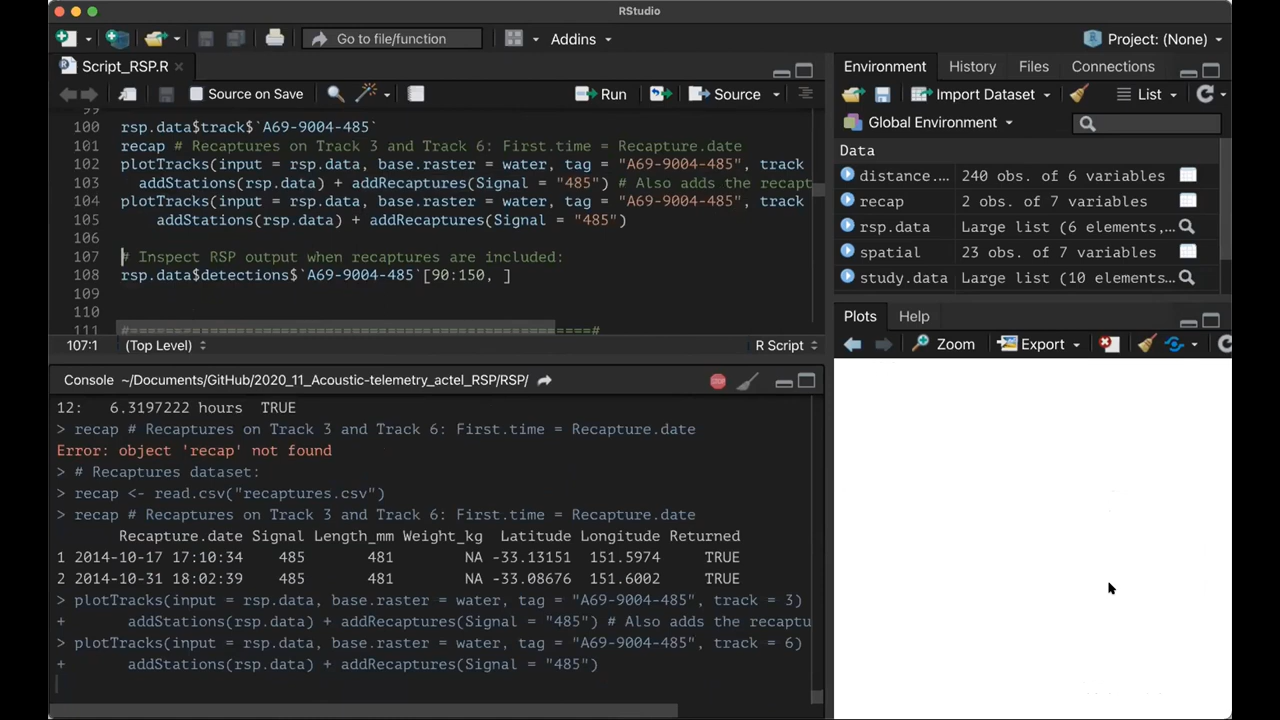 RStudio
Go to file/function
Addins
Project: (None)
Script_RSP.R
Source on Save
Run
Source
99
100 rsp.data$track$`A69-9004-485`
101 recap # Recaptures on Track 3 and Track 6: First.time = Recapture.date
102 plotTracks(input = rsp.data, base.raster = water, tag = "A69-9004-485", track
103 addStations(rsp.data) + addRecaptures(Signal = "485") # Also adds the recapt
104 plotTracks(input = rsp.data, base.raster = water, tag = "A69-9004-485", track
105 addStations(rsp.data) + addRecaptures(Signal = "485")
106
107 # Inspect RSP output when recaptures are included:
108 rsp.data$detections$`A69-9004-485`[90:150, ]
109
110
111 #====================================================#
107:1 (Top Level) R Script
Console ~/Documents/GitHub/2020_11_Acoustic-telemetry_actel_RSP/RSP/
12: 6.3197222 hours TRUE
> recap # Recaptures on Track 3 and Track 6: First.time = Recapture.date
Error: object 'recap' not found
> # Recaptures dataset:
> recap <- read.csv("recaptures.csv")
> recap # Recaptures on Track 3 and Track 6: First.time = Recapture.date
Recapture.date Signal Length_mm Weight_kg Latitude Longitude Returned
1 2014-10-17 17:10:34 485 481 NA -33.13151 151.5974 TRUE
2 2014-10-31 18:02:39 485 481 NA -33.08676 151.6002 TRUE
> plotTracks(input = rsp.data, base.raster = water, tag = "A69-9004-485", track = 3)
+ addStations(rsp.data) + addRecaptures(Signal = "485") # Also adds the recaptu
> plotTracks(input = rsp.data, base.raster = water, tag = "A69-9004-485", track = 6)
+ addStations(rsp.data) + addRecaptures(Signal = "485")
Environment History Files Connections
Import Dataset List
Global Environment
Data
distance.… 240 obs. of 6 variables
recap 2 obs. of 7 variables
rsp.data Large list (6 elements,…
spatial 23 obs. of 7 variables
study.data Large list (10 elements…
Plots Help
Zoom Export